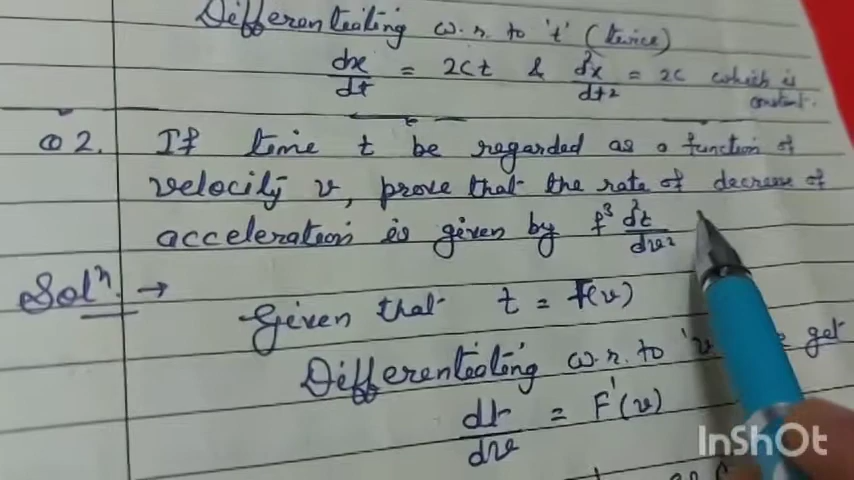 Differentiating w.r. to 't' (twice)
dx/dt = 2ct & d²x/dt² = 2c which is
constant.
Q 2. If time t be regarded as a function of
velocity v, prove that the rate of decrease of
acceleration is given by f³ d²t/dv²
Solⁿ. →
Given that t = F(v)
Differentiating w.r. to 'v get
dt/dv = F'(v)
InShOt